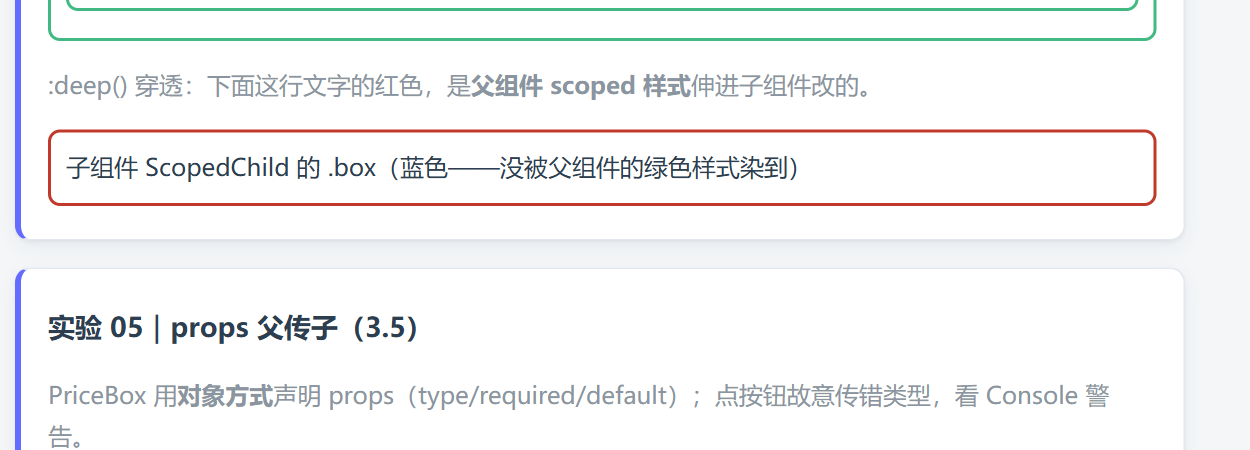 :deep() 穿透：下面这行文字的红色，是父组件 scoped 样式伸进子组件改的。
子组件 ScopedChild 的 .box（蓝色——没被父组件的绿色样式染到）
实验 05｜props 父传子（3.5）
PriceBox 用对象方式声明 props（type/required/default）；点按钮故意传错类型，看 Console 警
告。